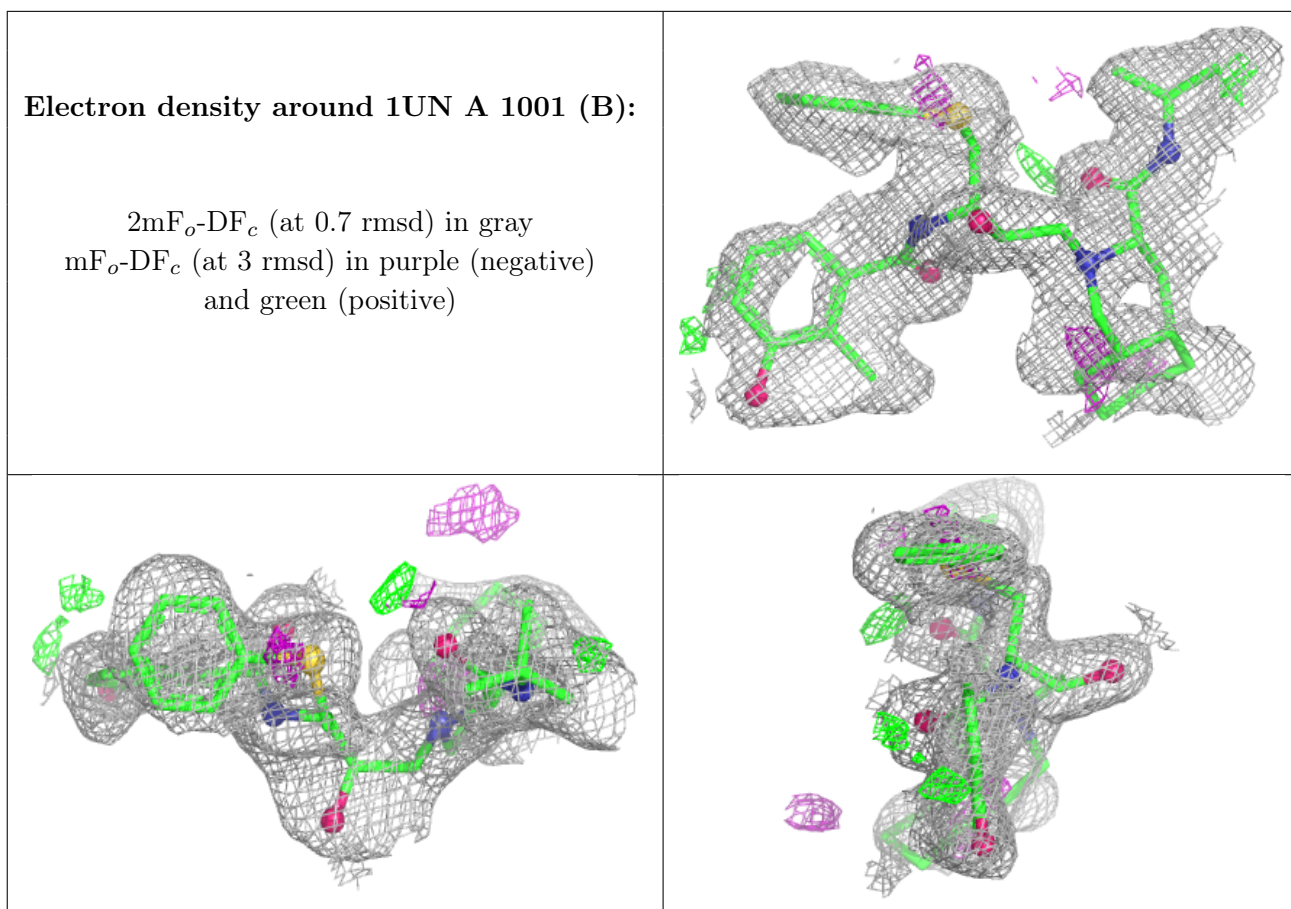 Electron density around 1UN A 1001 (B):
2mFₒ-DF𝒸 (at 0.7 rmsd) in gray
mFₒ-DF𝒸 (at 3 rmsd) in purple (negative)
and green (positive)